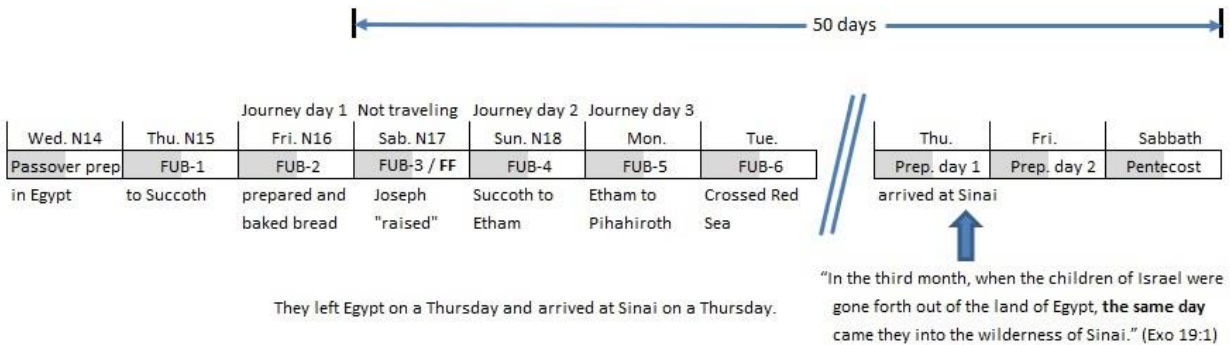 50 days
Journey day 1 Not traveling Journey day 2 Journey day 3
Wed. N14 Thu. N15 Fri. N16 Sab. N17 Sun. N18 Mon. Tue. Thu. Fri. Sabbath
Passover prep FUB-1 FUB-2 FUB-3 / FF FUB-4 FUB-5 FUB-6 Prep. day 1 Prep. day 2 Pentecost
in Egypt to Succoth prepared and Joseph Succoth to Etham to Crossed Red arrived at Sinai
baked bread "raised" Etham Pihahiroth Sea
“In the third month, when the children of Israel were
They left Egypt on a Thursday and arrived at Sinai on a Thursday. gone forth out of the land of Egypt, the same day
came they into the wilderness of Sinai.” (Exo 19:1)